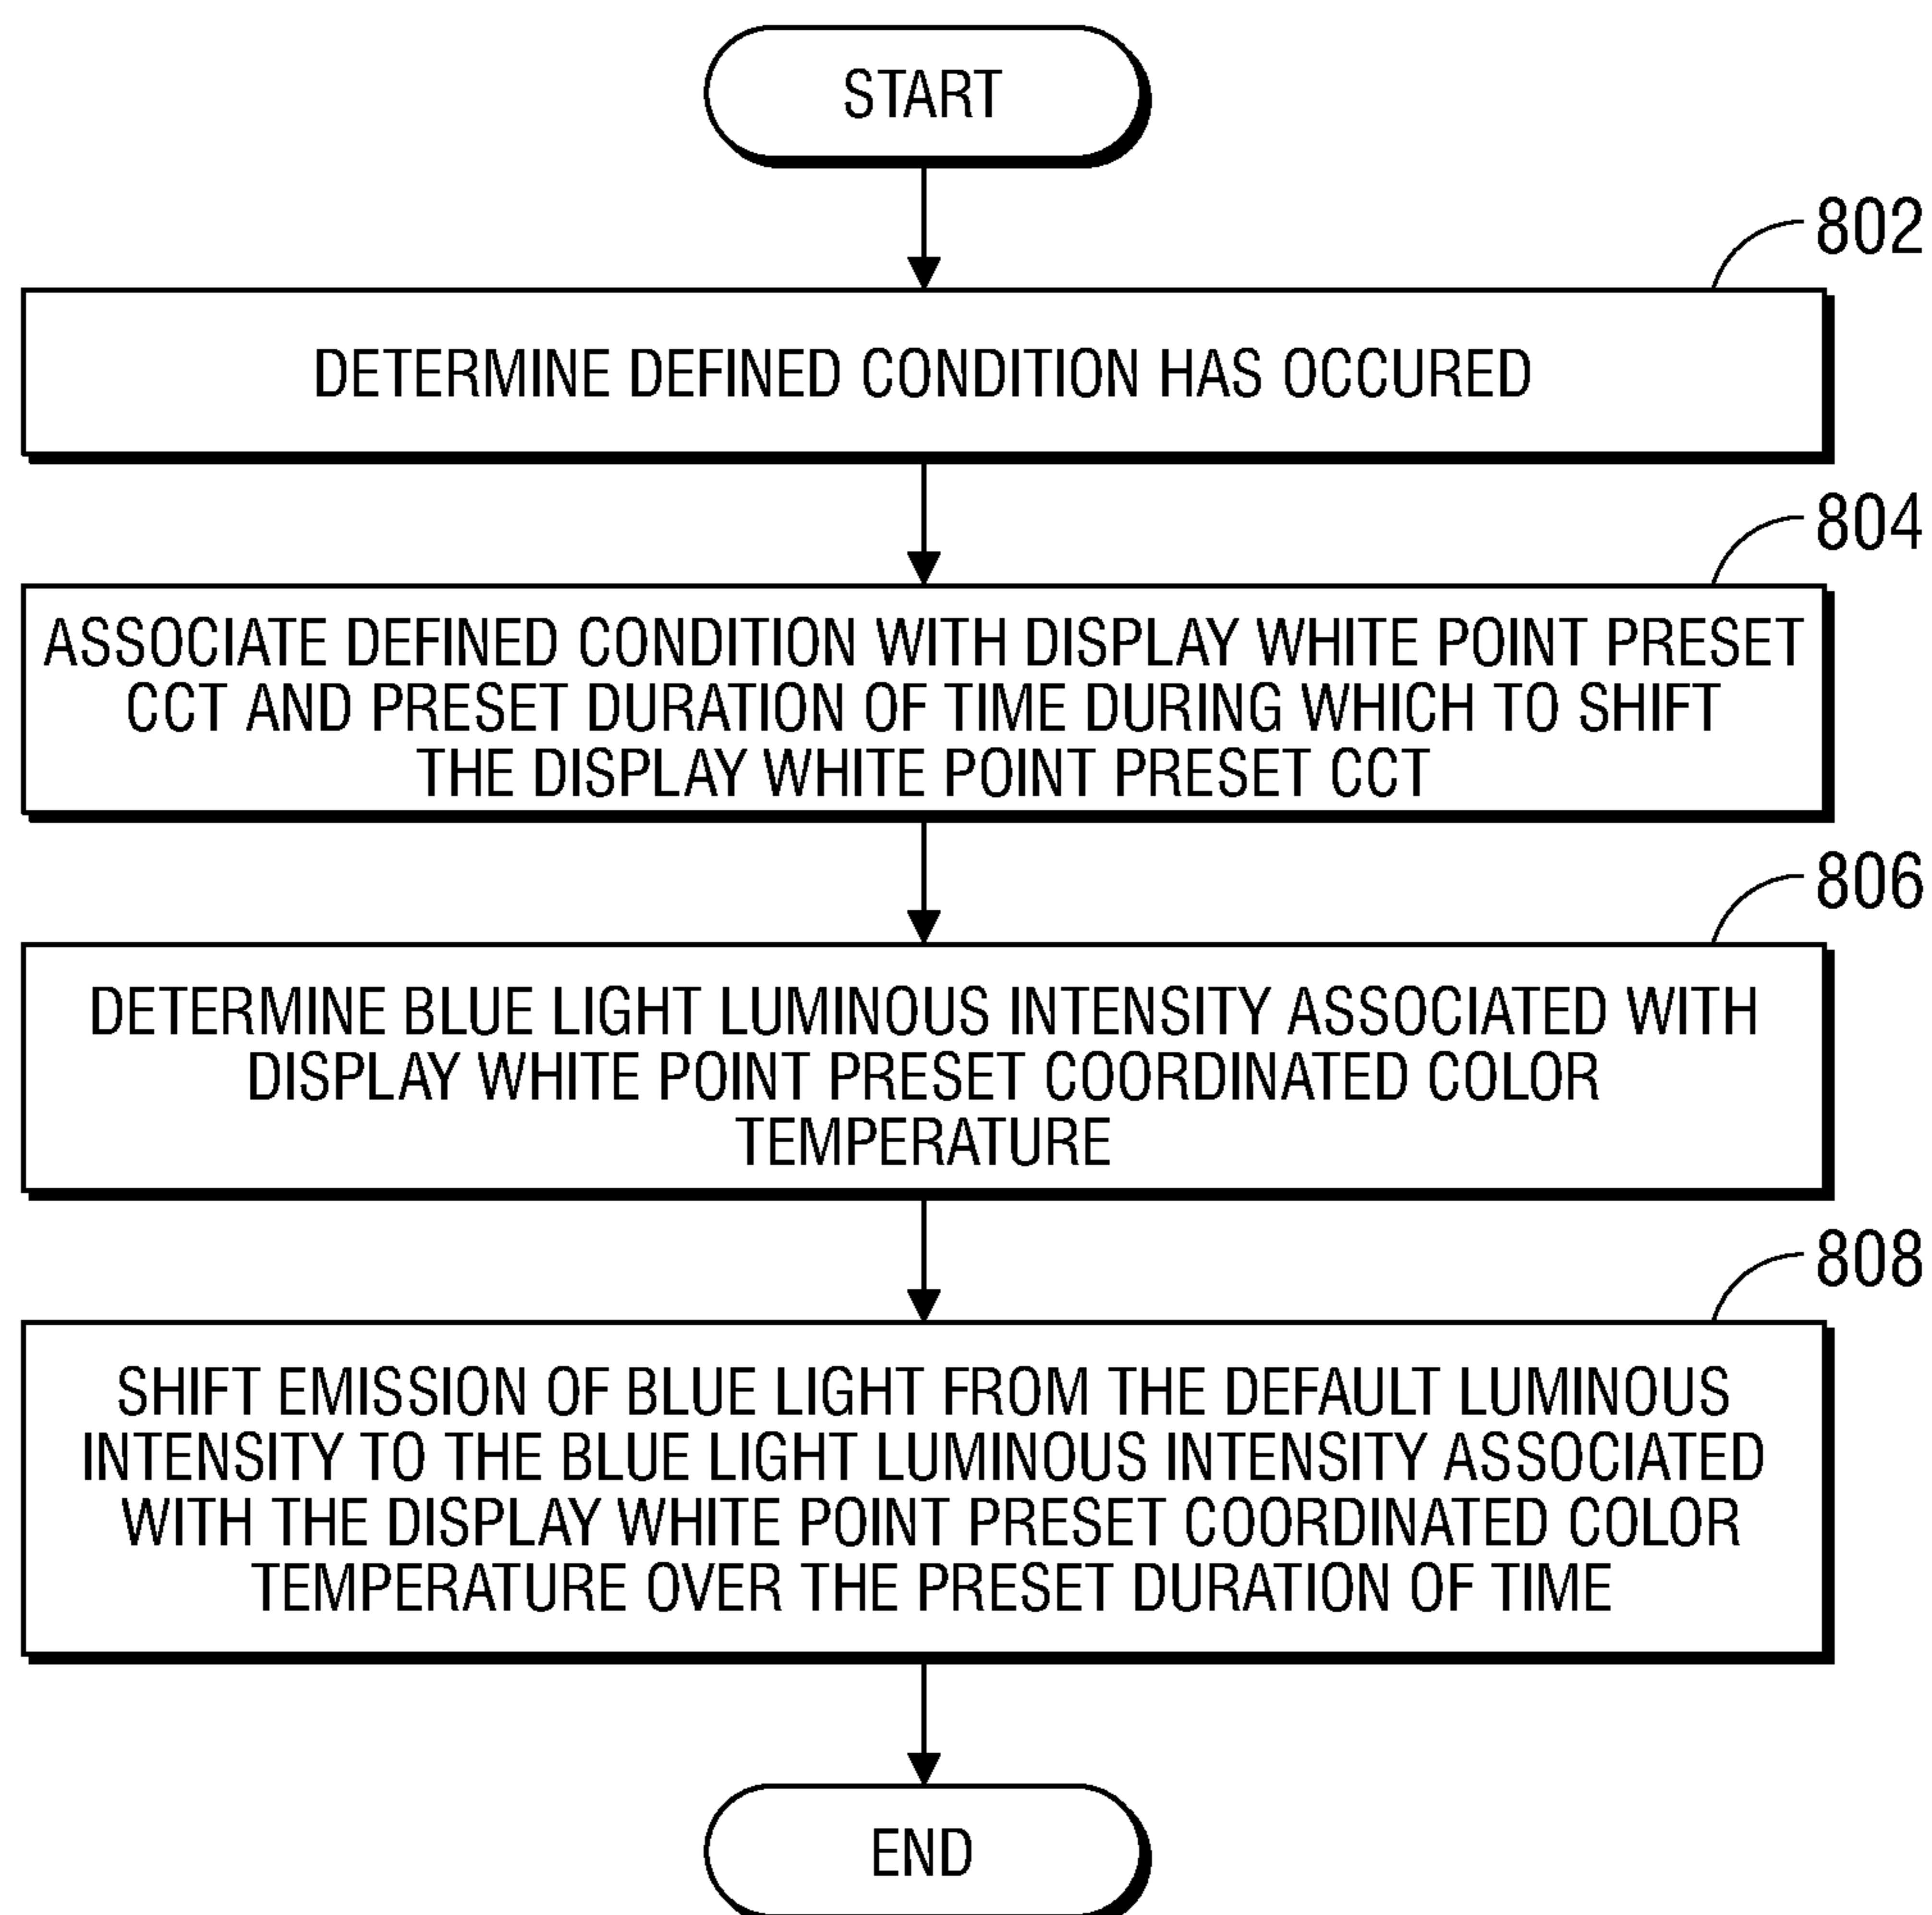 START
802
DETERMINE DEFINED CONDITION HAS OCCURED
804
ASSOCIATE DEFINED CONDITION WITH DISPLAY WHITE POINT PRESET
CCT AND PRESET DURATION OF TIME DURING WHICH TO SHIFT
THE DISPLAY WHITE POINT PRESET CCT
806
DETERMINE BLUE LIGHT LUMINOUS INTENSITY ASSOCIATED WITH
DISPLAY WHITE POINT PRESET COORDINATED COLOR
TEMPERATURE
808
SHIFT EMISSION OF BLUE LIGHT FROM THE DEFAULT LUMINOUS
INTENSITY TO THE BLUE LIGHT LUMINOUS INTENSITY ASSOCIATED
WITH THE DISPLAY WHITE POINT PRESET COORDINATED COLOR
TEMPERATURE OVER THE PRESET DURATION OF TIME
END